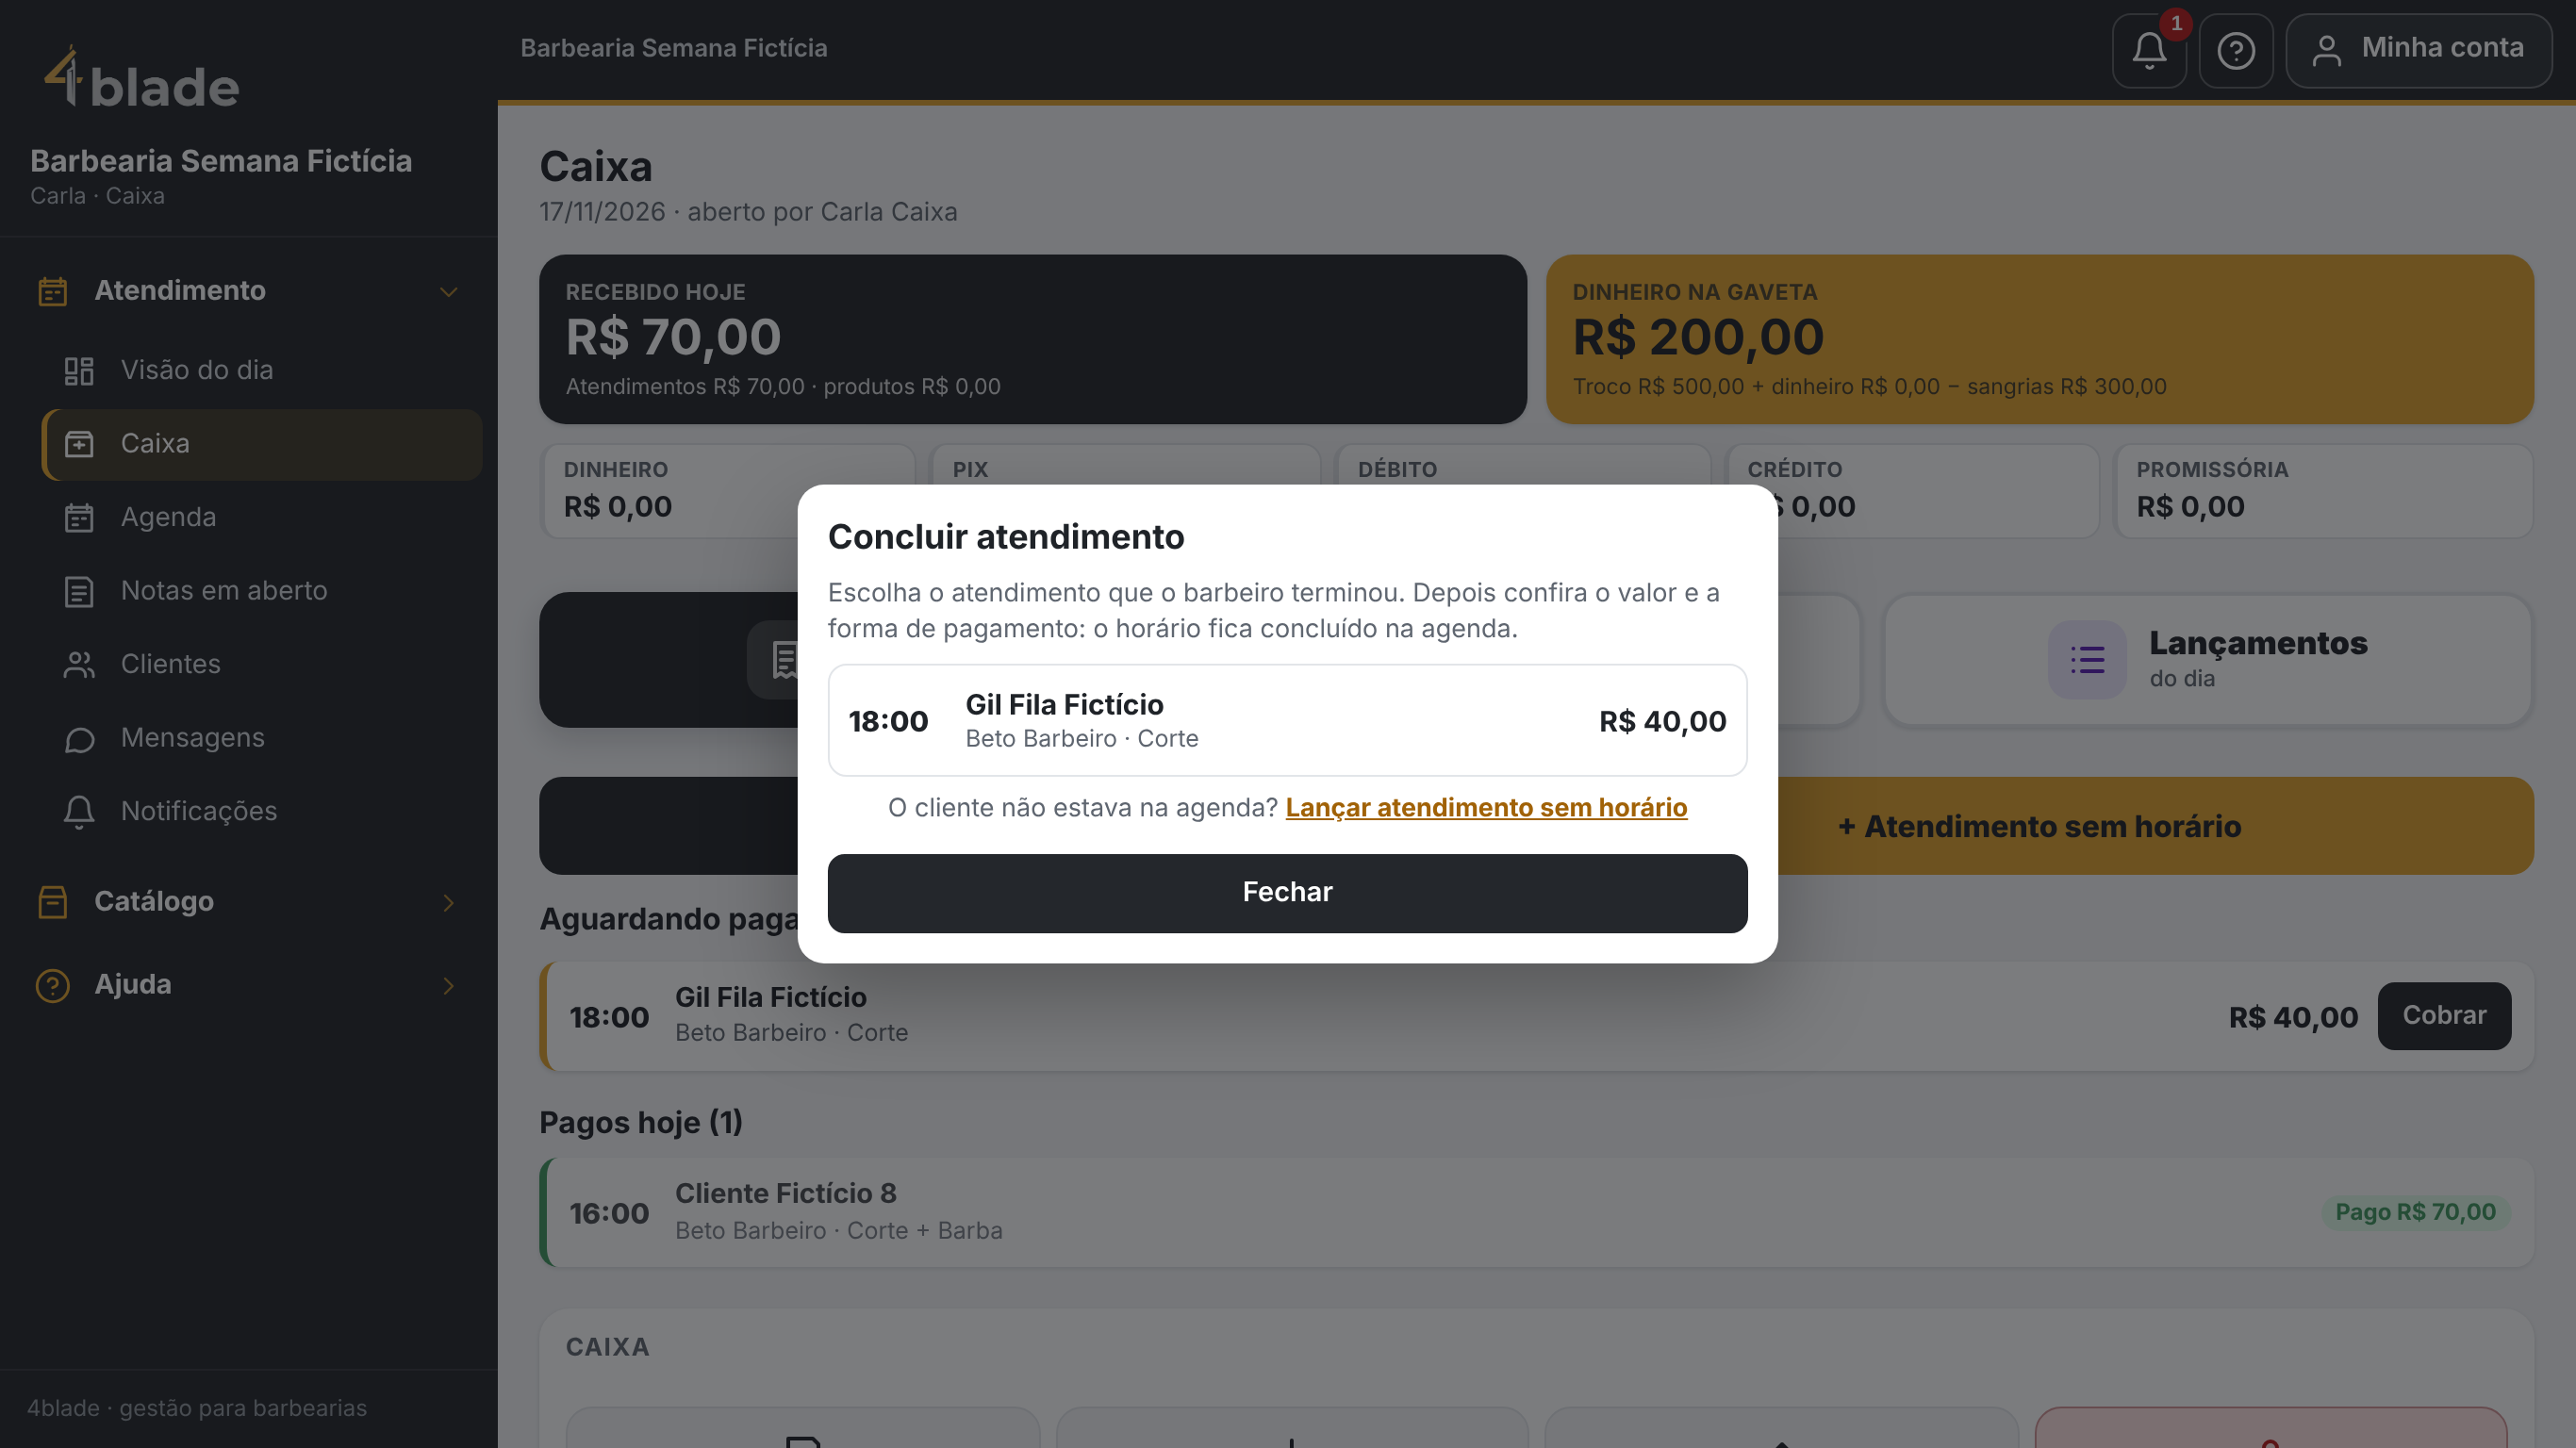 4blade
Barbearia Semana Fictícia
Carla · Caixa
Atendimento
Visão do dia
Caixa
Agenda
Notas em aberto
Clientes
Mensagens
Notificações
Catálogo
Ajuda
4blade · gestão para barbearias
Barbearia Semana Fictícia
1
Minha conta
Caixa
17/11/2026 · aberto por Carla Caixa
RECEBIDO HOJE
R$ 70,00
Atendimentos R$ 70,00 · produtos R$ 0,00
DINHEIRO NA GAVETA
R$ 200,00
Troco R$ 500,00 + dinheiro R$ 0,00 − sangrias R$ 300,00
DINHEIRO
R$ 0,00
PIX
DÉBITO
CRÉDITO
$ 0,00
PROMISSÓRIA
R$ 0,00
Lançamentos
do dia
Concluir atendimento
Escolha o atendimento que o barbeiro terminou. Depois confira o valor e a
forma de pagamento: o horário fica concluído na agenda.
18:00
Gil Fila Fictício
Beto Barbeiro · Corte
R$ 40,00
O cliente não estava na agenda? Lançar atendimento sem horário
Fechar
+ Atendimento sem horário
Aguardando paga
18:00
Gil Fila Fictício
Beto Barbeiro · Corte
R$ 40,00
Cobrar
Pagos hoje (1)
16:00
Cliente Fictício 8
Beto Barbeiro · Corte + Barba
Pago R$ 70,00
CAIXA